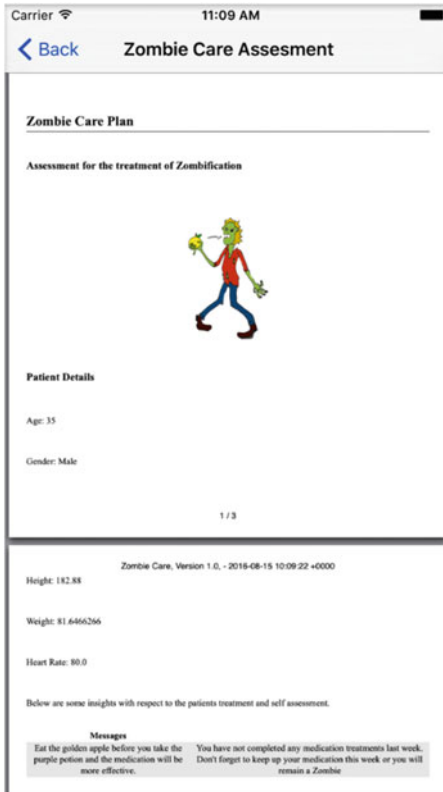 Carrier 11:09 AM
Back Zombie Care Assesment
Zombie Care Plan
Assessment for the treatment of Zombification
Patient Details
Age: 35
Gender: Male
1 / 3
Zombie Care, Version 1.0, - 2016-08-15 10:09:22 +0000
Height: 182.88
Weight: 81.6466266
Heart Rate: 80.0
Below are some insights with respect to the patients treatment and self assessment.
Messages
Eat the golden apple before you take the
purple potion and the medication will be
more effective.
You have not completed any medication treatments last week.
Don't forget to keep up your medication this week or you will
remain a Zombie